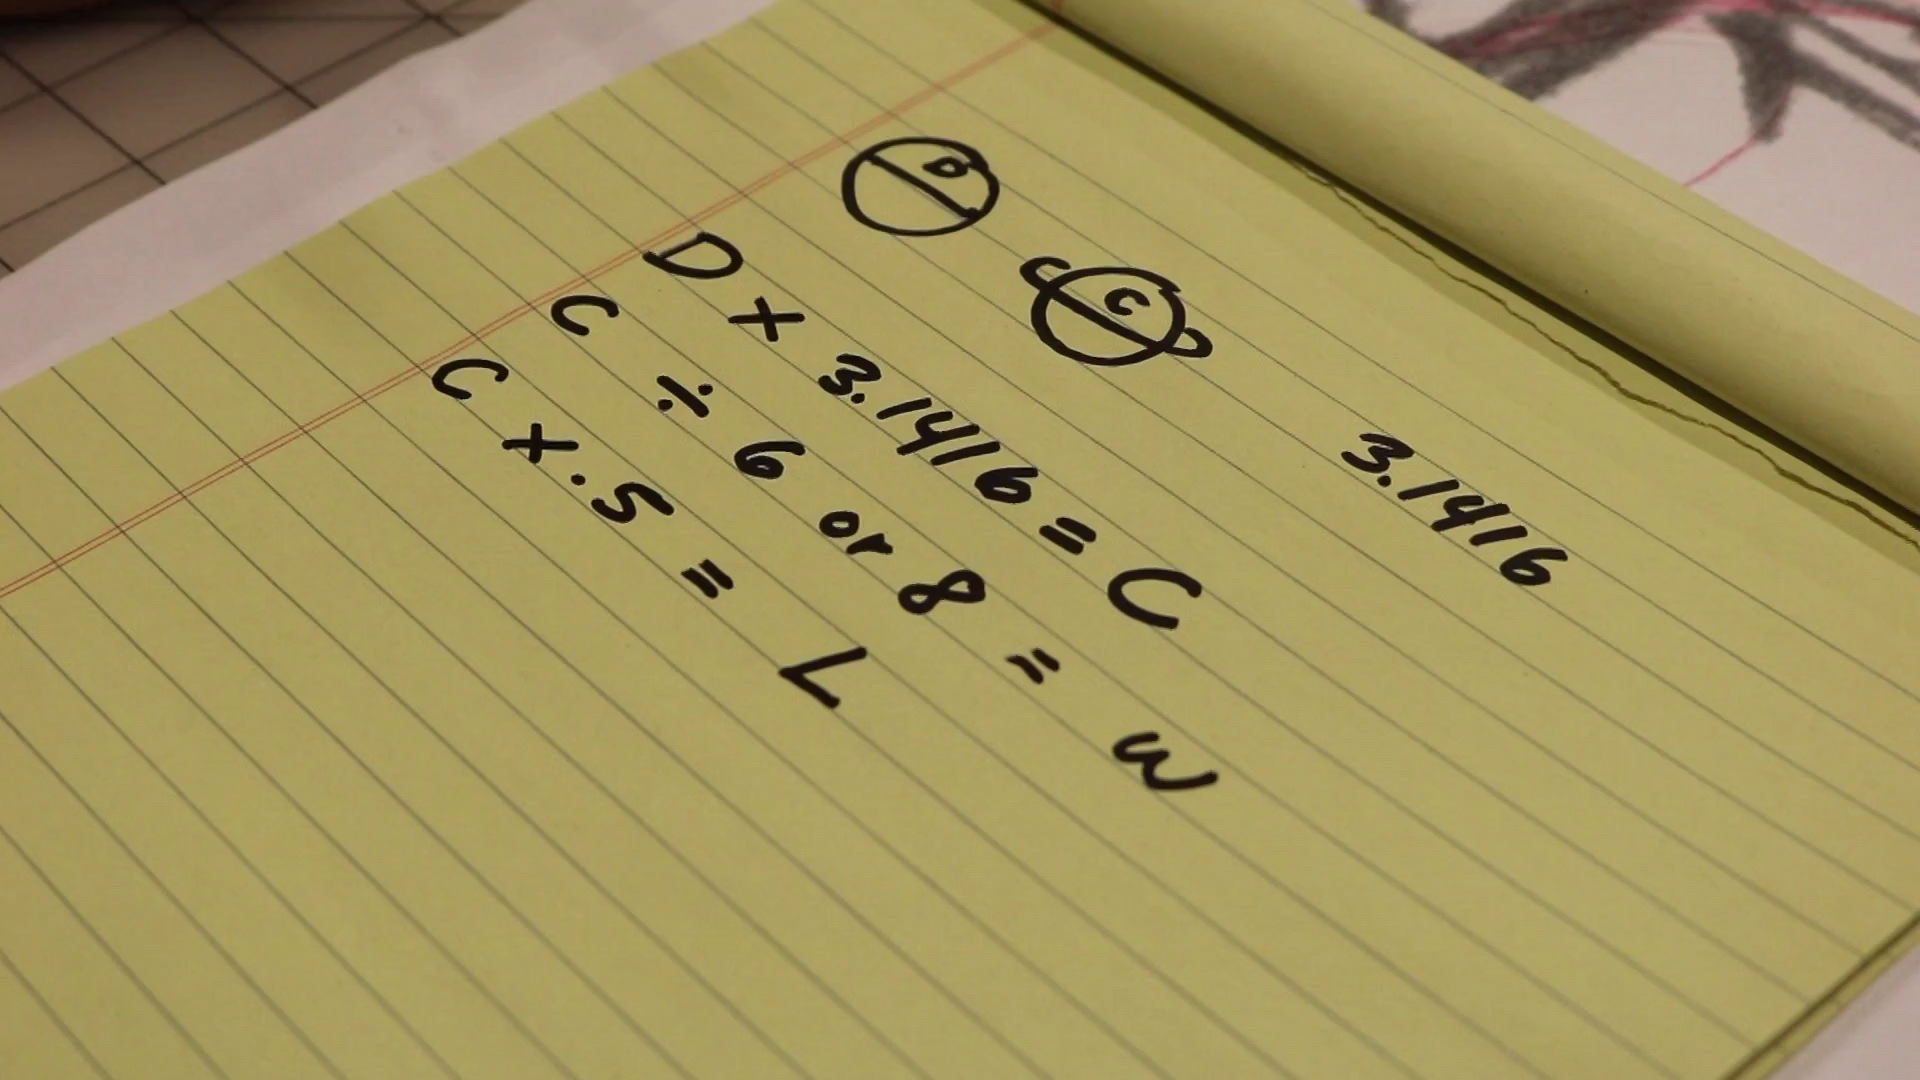 D C 3.1416
D × 3.1416 = C
C ÷ 6 or 8 = W
C × .5 = L